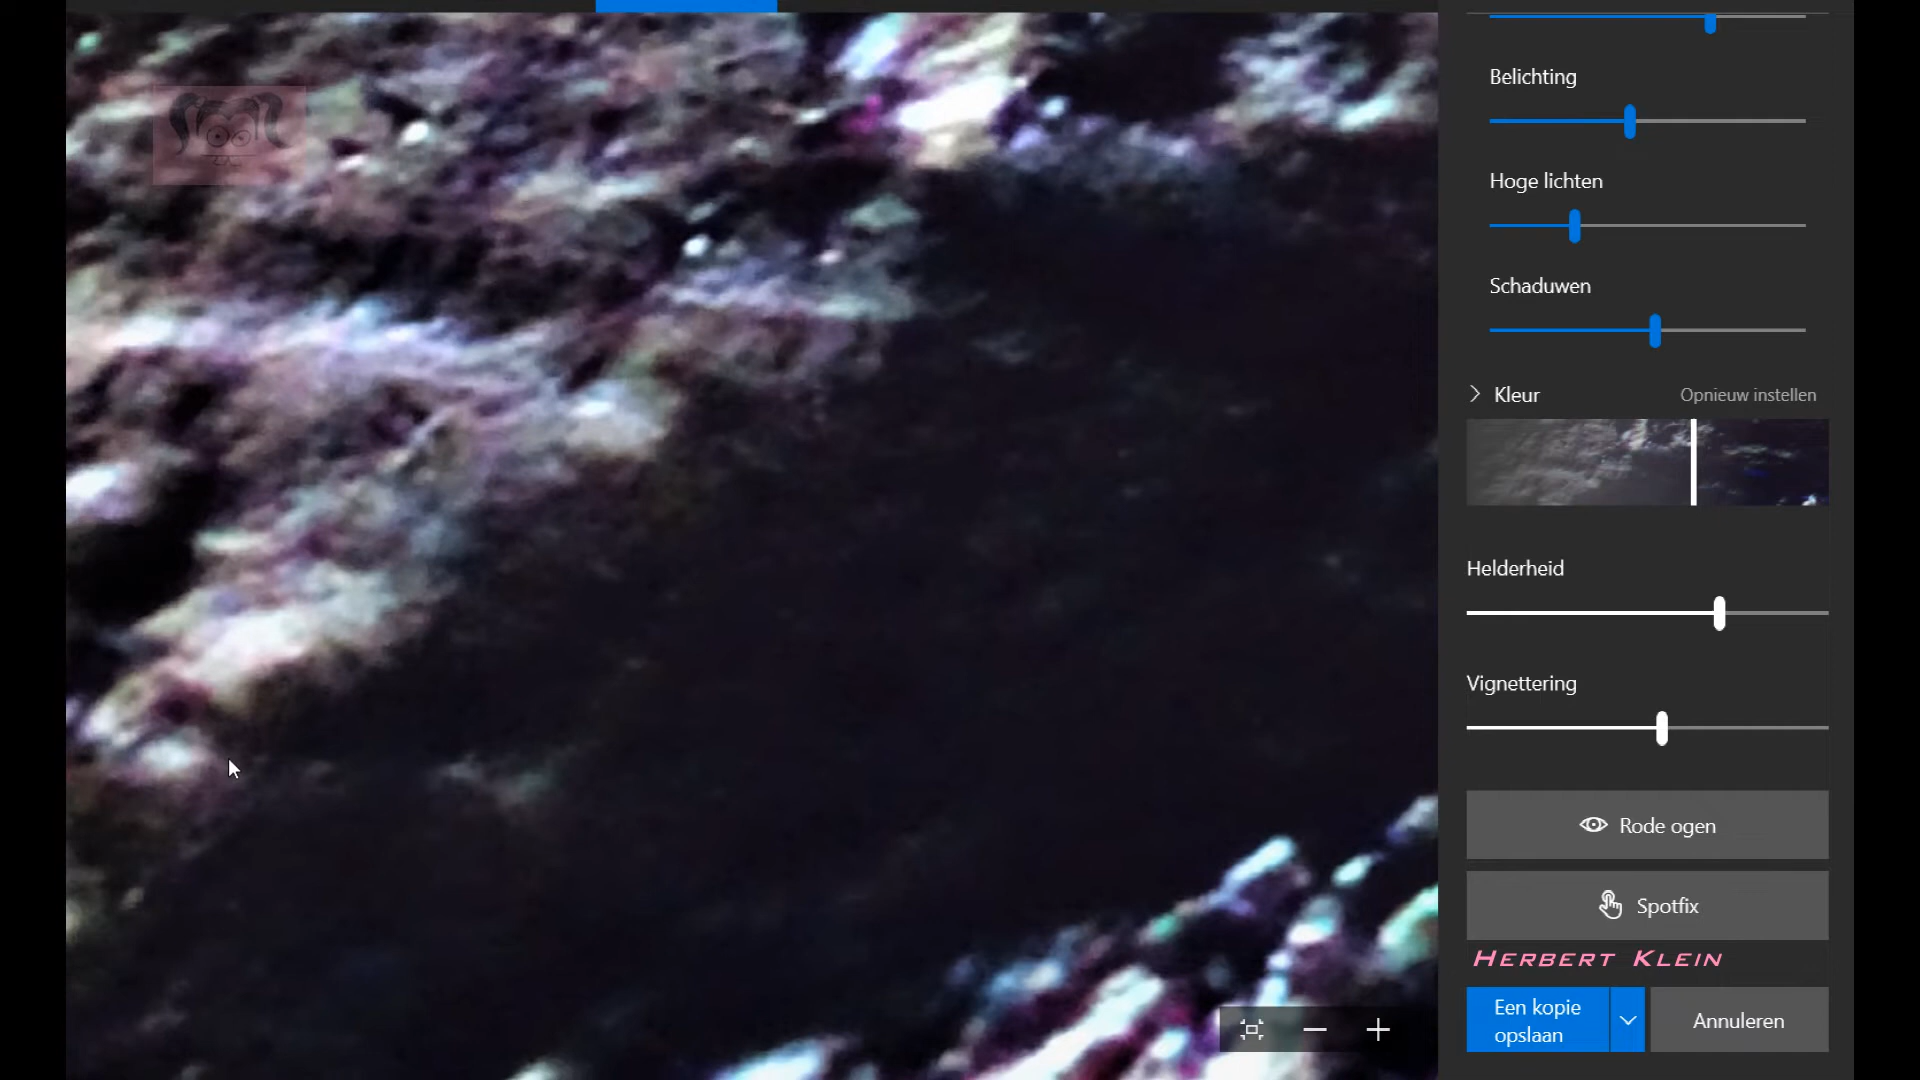 Belichting
Hoge lichten
Schaduwen
Kleur Opnieuw instellen
Helderheid
Vignettering
Rode ogen
Spotfix
HERBERT KLEIN
Een kopie
opslaan
Annuleren